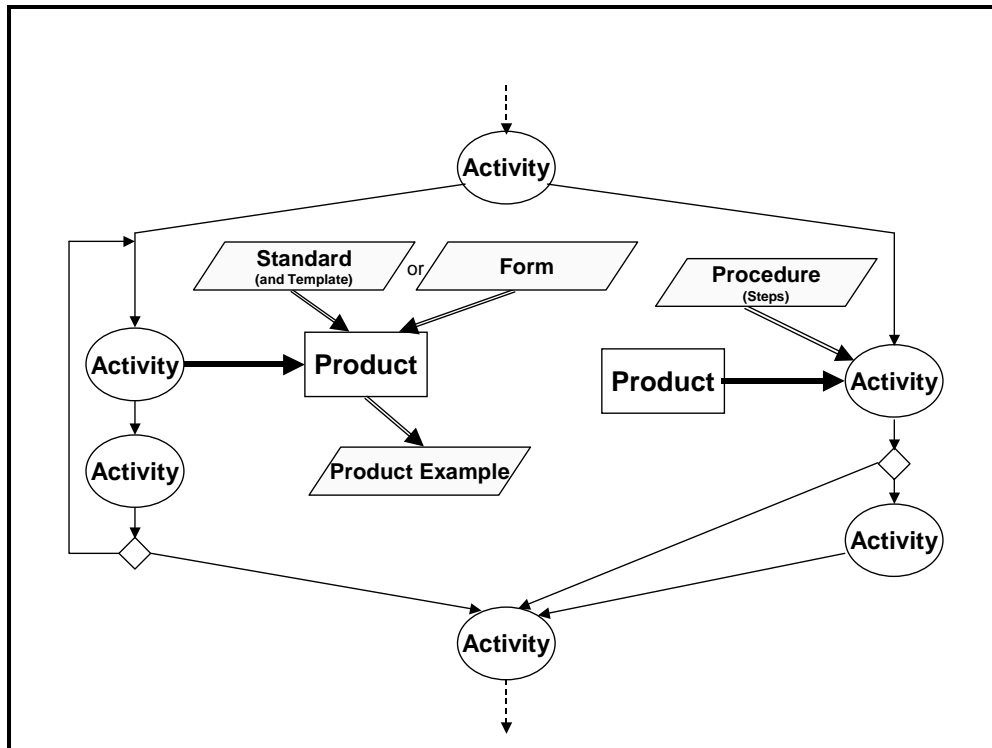 Activity
Standard
(and Template)
or
Form
Procedure
(Steps)
Activity
Product
Product
Activity
Activity
Product Example
Activity
Activity